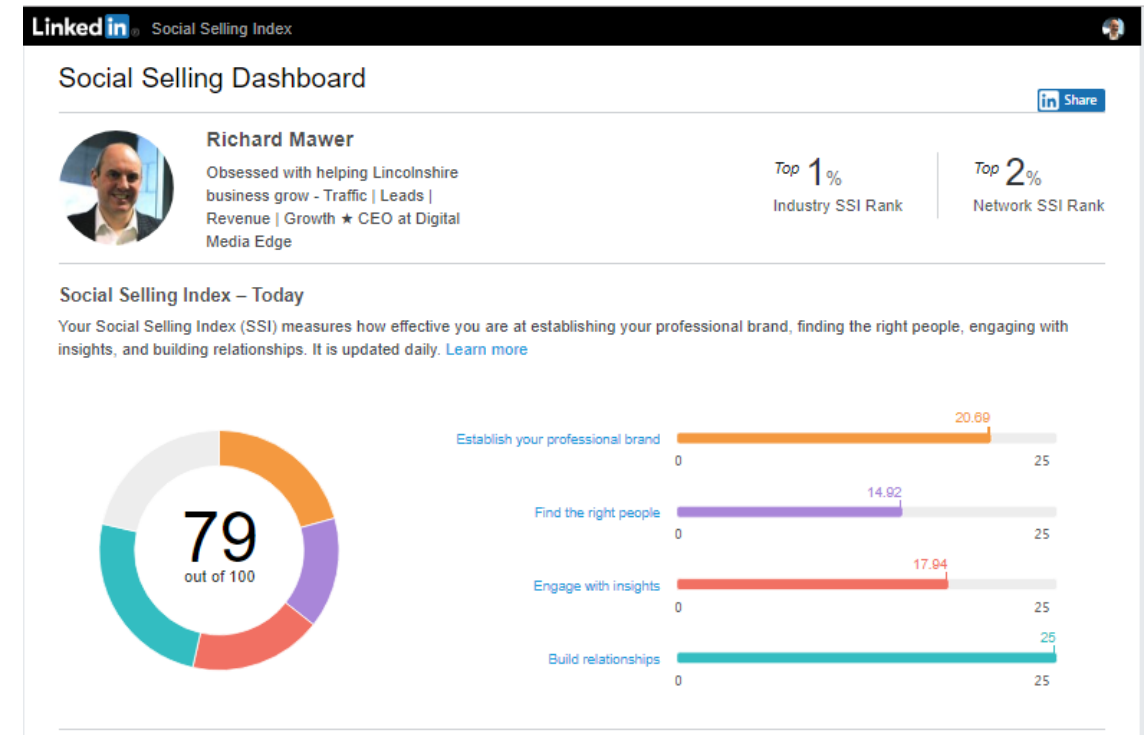 Linked in ® Social Selling Index
Social Selling Dashboard
in Share
Richard Mawer
Obsessed with helping Lincolnshire
business grow - Traffic | Leads |
Revenue | Growth ★ CEO at Digital
Media Edge
Top 1%
Industry SSI Rank
Top 2%
Network SSI Rank
Social Selling Index – Today
Your Social Selling Index (SSI) measures how effective you are at establishing your professional brand, finding the right people, engaging with
insights, and building relationships. It is updated daily. Learn more
79
out of 100
20.69
Establish your professional brand
0 25
14.92
Find the right people
0 25
17.94
Engage with insights
0 25
25
Build relationships
0 25